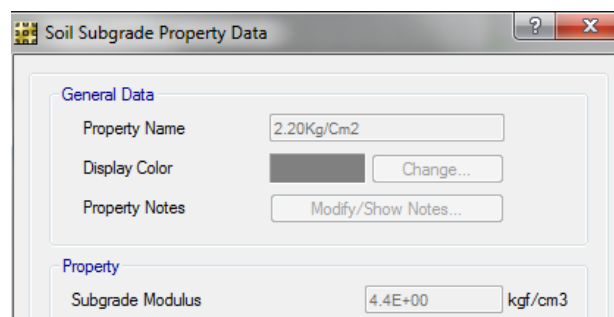 Soil Subgrade Property Data
General Data
Property Name 2.20Kg/Cm2
Display Color Change...
Property Notes Modify/Show Notes...
Property
Subgrade Modulus 4.4E+00 kgf/cm3